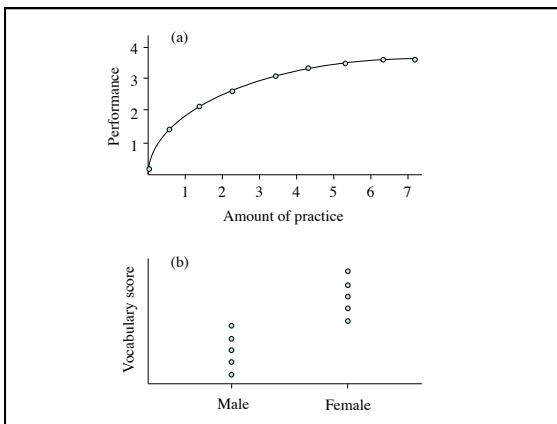 (a)
Performance
4
3
2
1
1 2 3 4 5 6 7
Amount of practice
(b)
Vocabulary score
Male Female